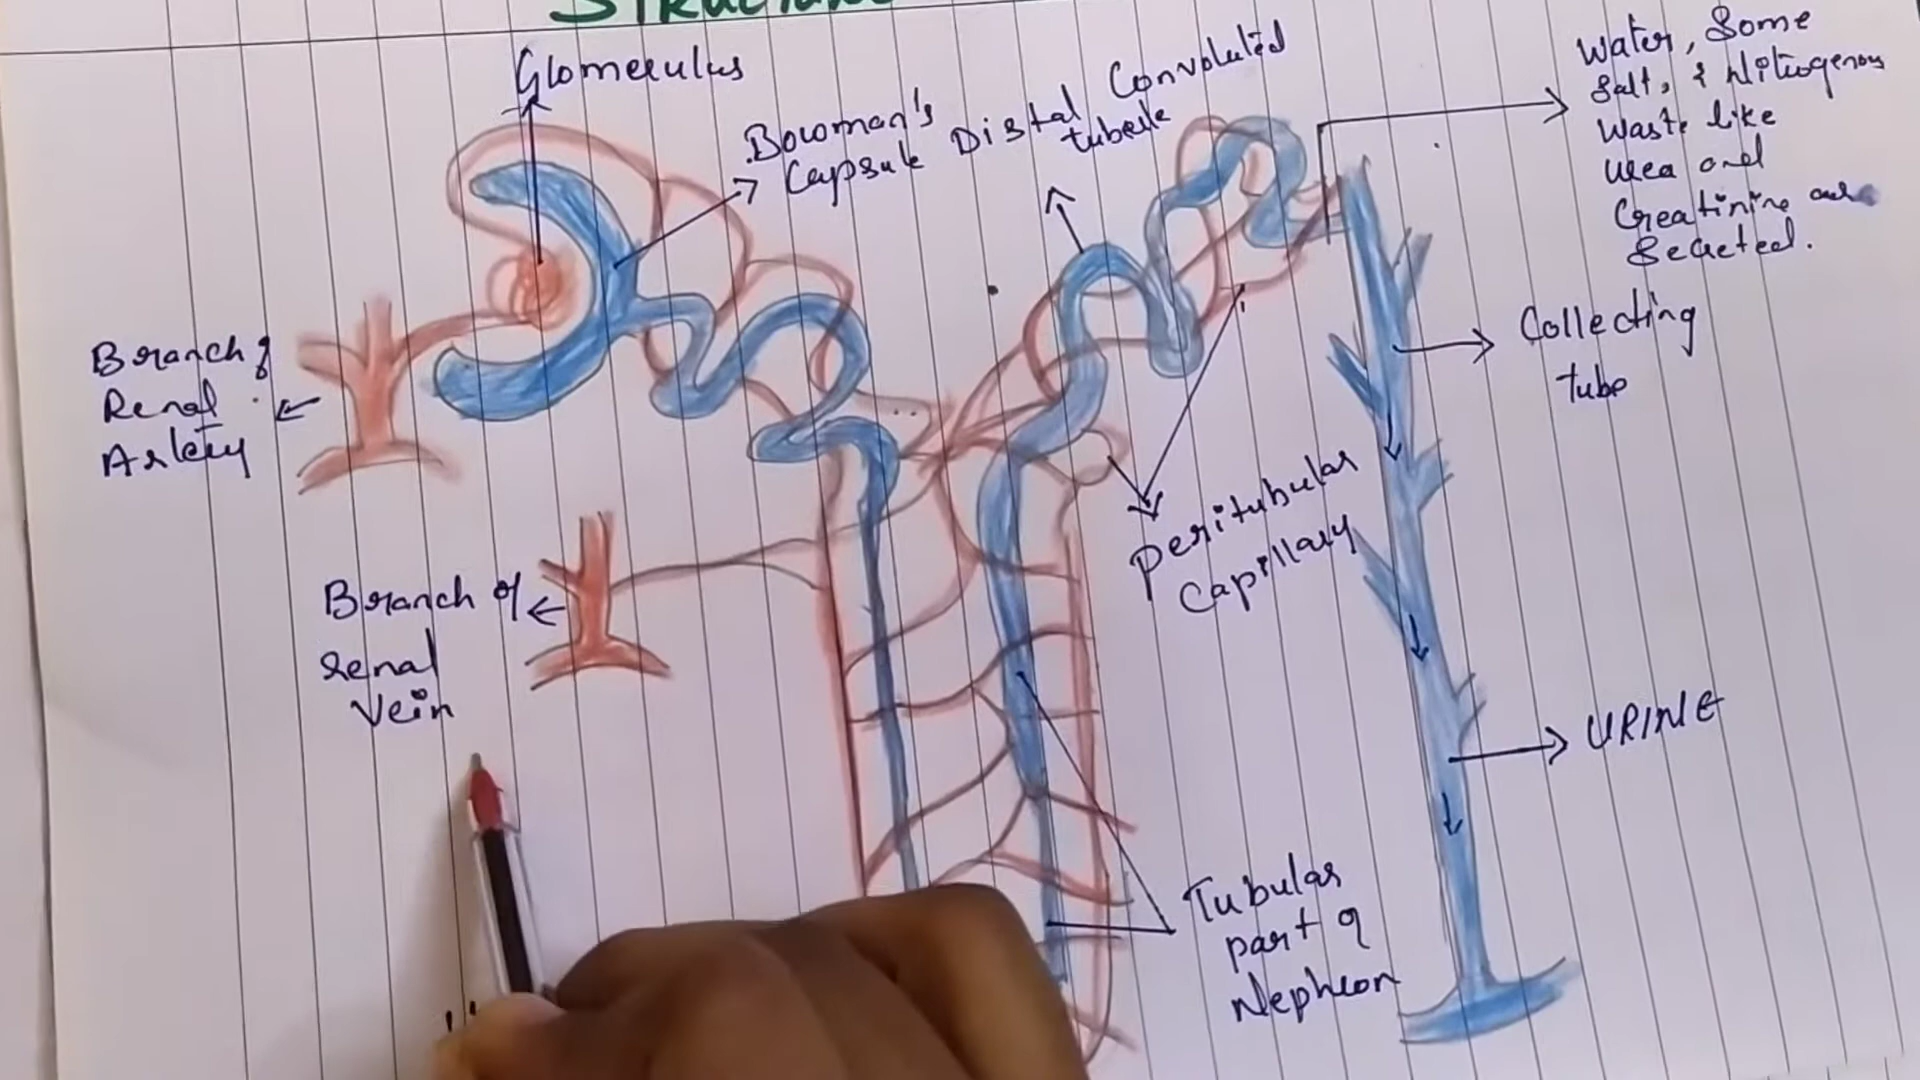 Glomerulus
Bowman's
Capsule
Distal Convoluted
tubule
Water, Some
Salt, & Nitrogenous
Waste like
Urea and
Creatinine are
Secreted.
Branch of
Renal
Artery
Collecting
tube
Peritubular
Capillary
Branch of
renal
Vein
URINE
Tubular
part of
Nephron